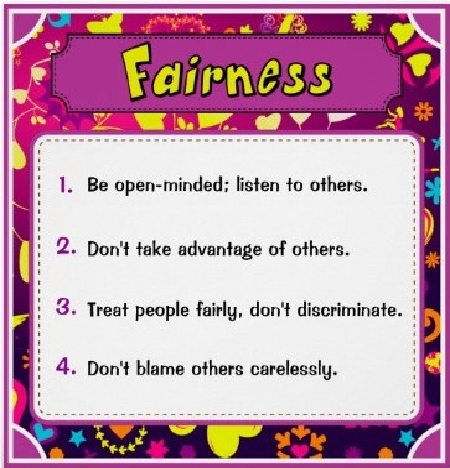 Fairness
1. Be open-minded; listen to others.
2. Don't take advantage of others.
3. Treat people fairly, don't discriminate.
4. Don't blame others carelessly.